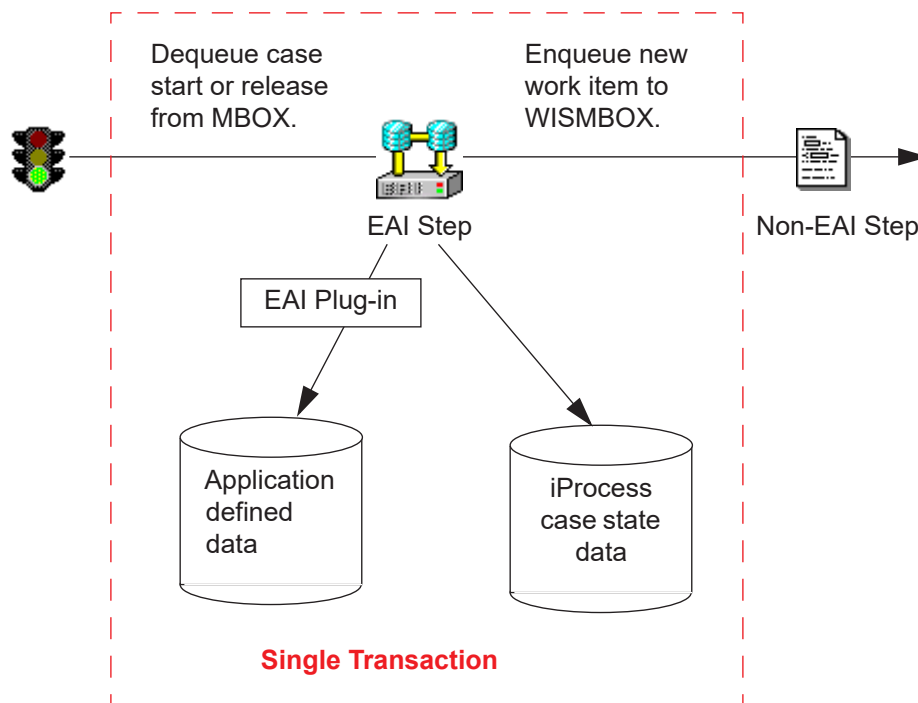 Dequeue case
start or release
from MBOX.
Enqueue new
work item to
WISMBOX.
EAI Step
Non-EAI Step
EAI Plug-in
Application
defined
data
iProcess
case state
data
Single Transaction